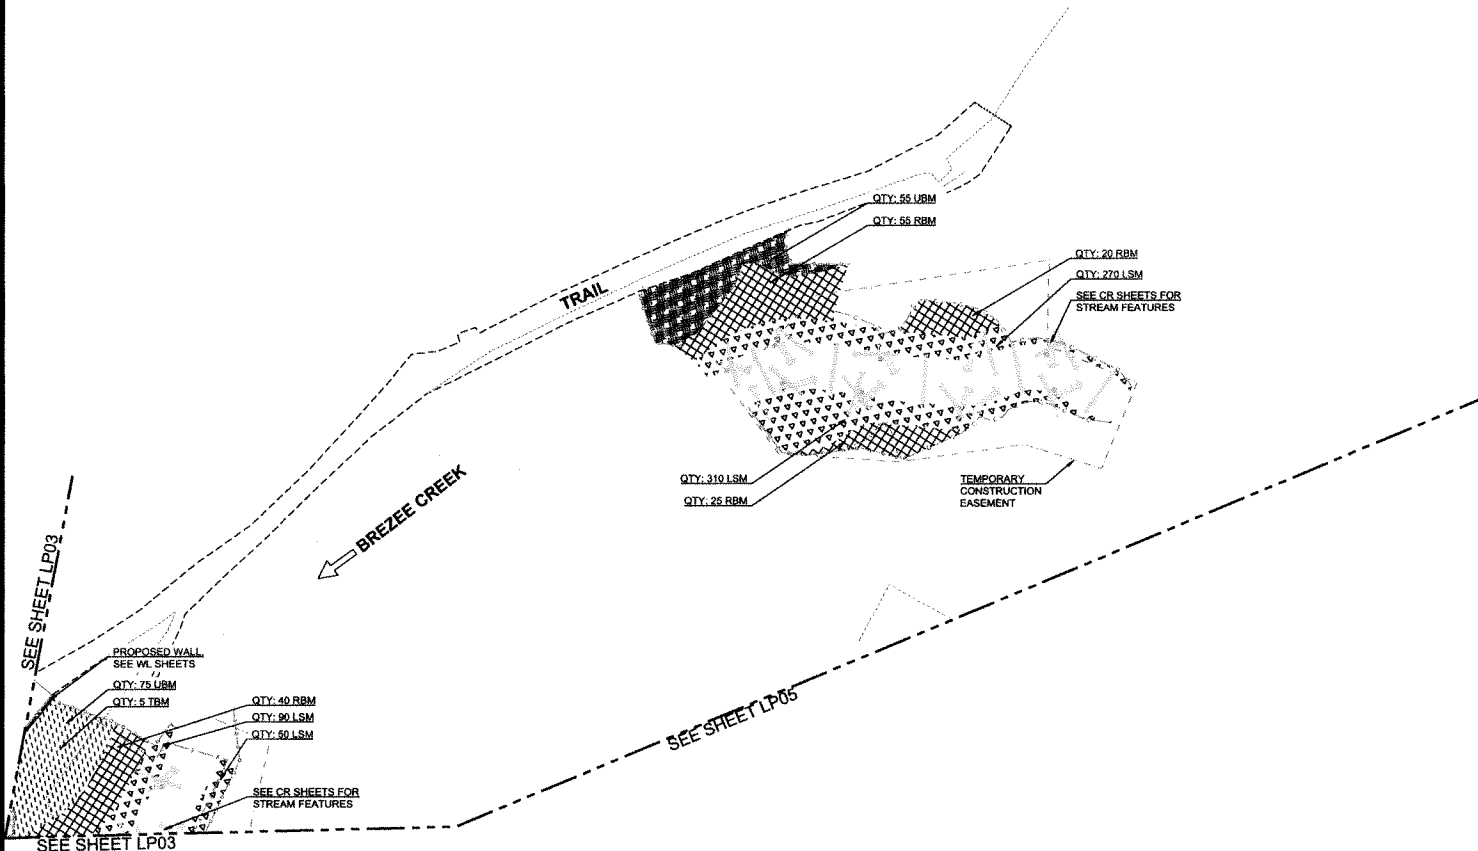 QTY: 55 UBM
QTY: 55 RBM
QTY: 20 RBM
QTY: 270 LSM
SEE CR SHEETS FOR
STREAM FEATURES
TRAIL
QTY: 310 LSM
QTY: 25 RBM
TEMPORARY
CONSTRUCTION
EASEMENT
BREZEE CREEK
SEE SHEET LP03
PROPOSED WALL,
SEE WL SHEETS
QTY: 75 UBM
QTY: 5 TBM
QTY: 40 RBM
QTY: 90 LSM
QTY: 50 LSM
SEE SHEET LP05
SEE CR SHEETS FOR
STREAM FEATURES
SEE SHEET LP03